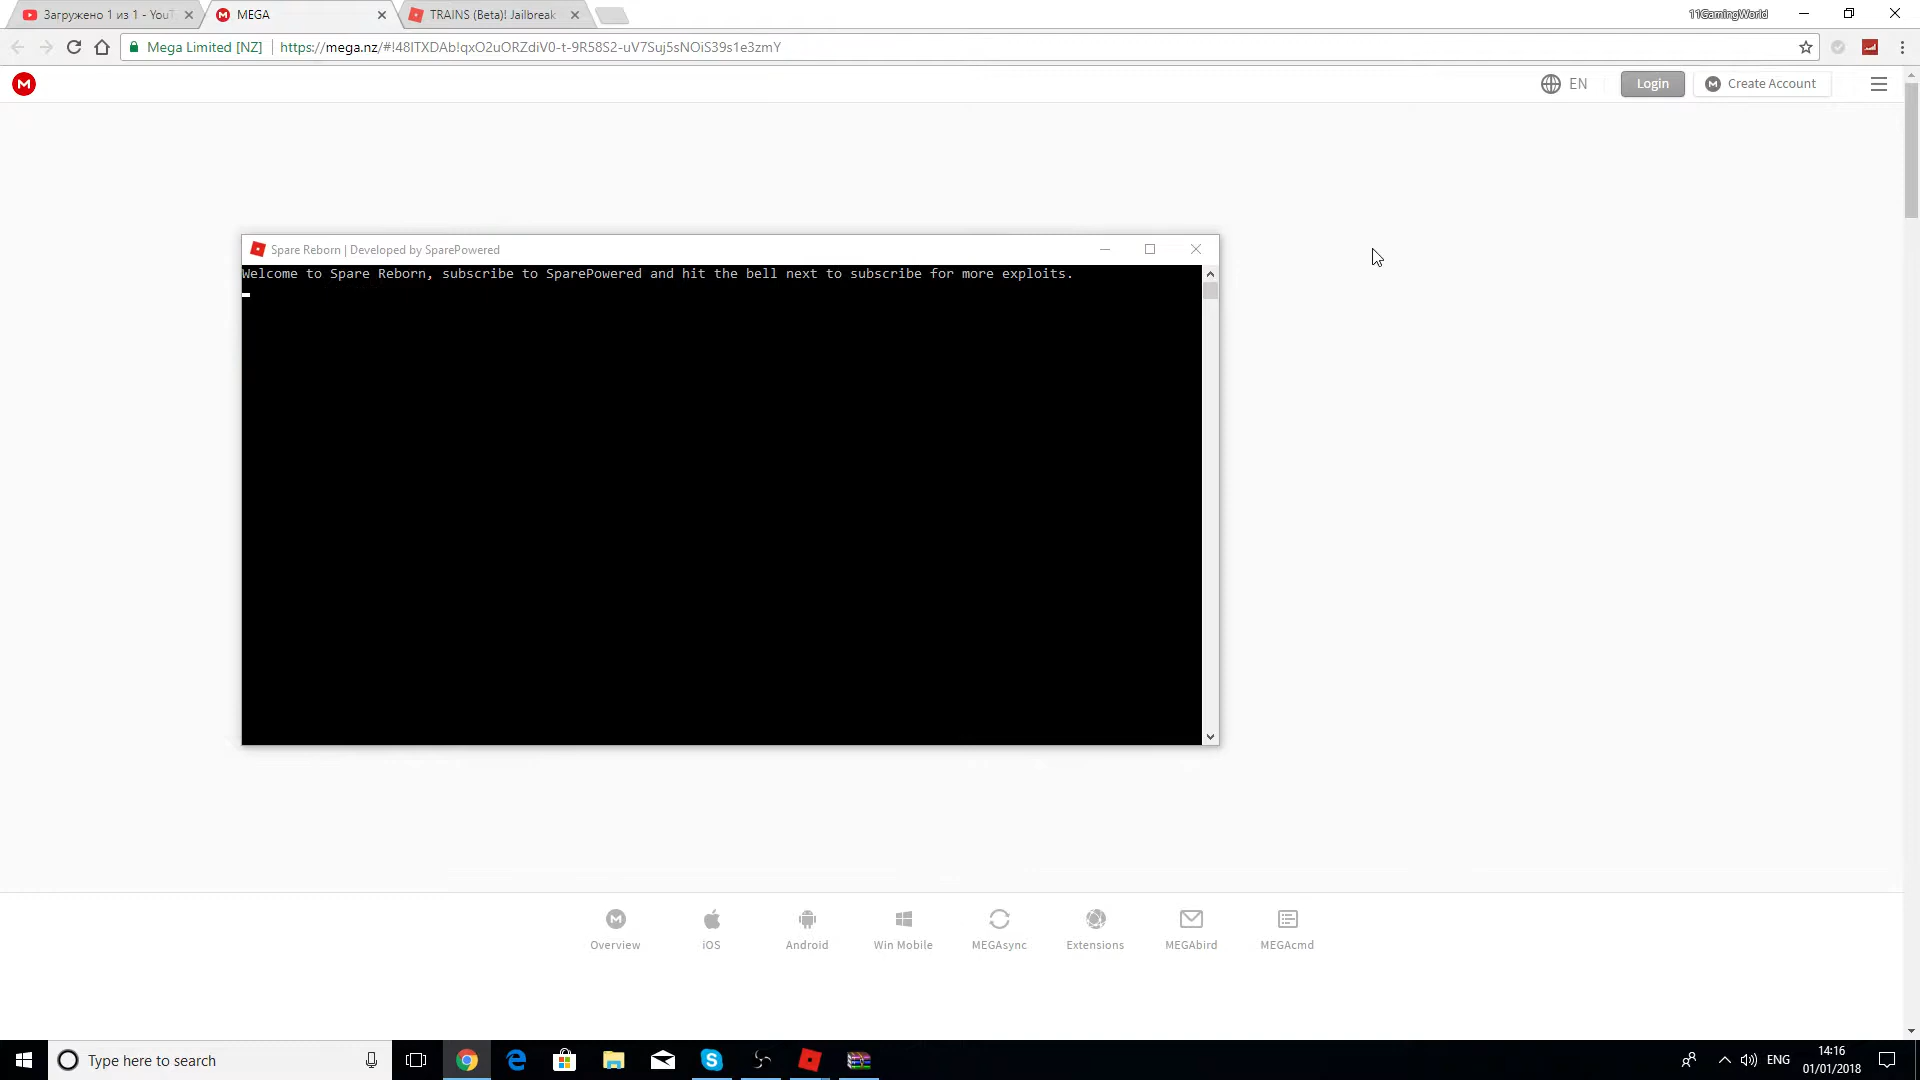 Загружено 1 из 1 - YouT
MEGA
TRAINS (Beta)! Jailbreak
11GamingWorld
Mega Limited [NZ]
https://mega.nz/#!48ITXDAb!qxO2uORZdiV0-t-9R58S2-uV7Suj5sNOiS39s1e3zmY
EN
Login
Create Account
Spare Reborn | Developed by SparePowered
Welcome to Spare Reborn, subscribe to SparePowered and hit the bell next to subscribe for more exploits.
Overview
iOS
Android
Win Mobile
MEGAsync
Extensions
MEGAbird
MEGAcmd
Type here to search
ENG
14:16
01/01/2018